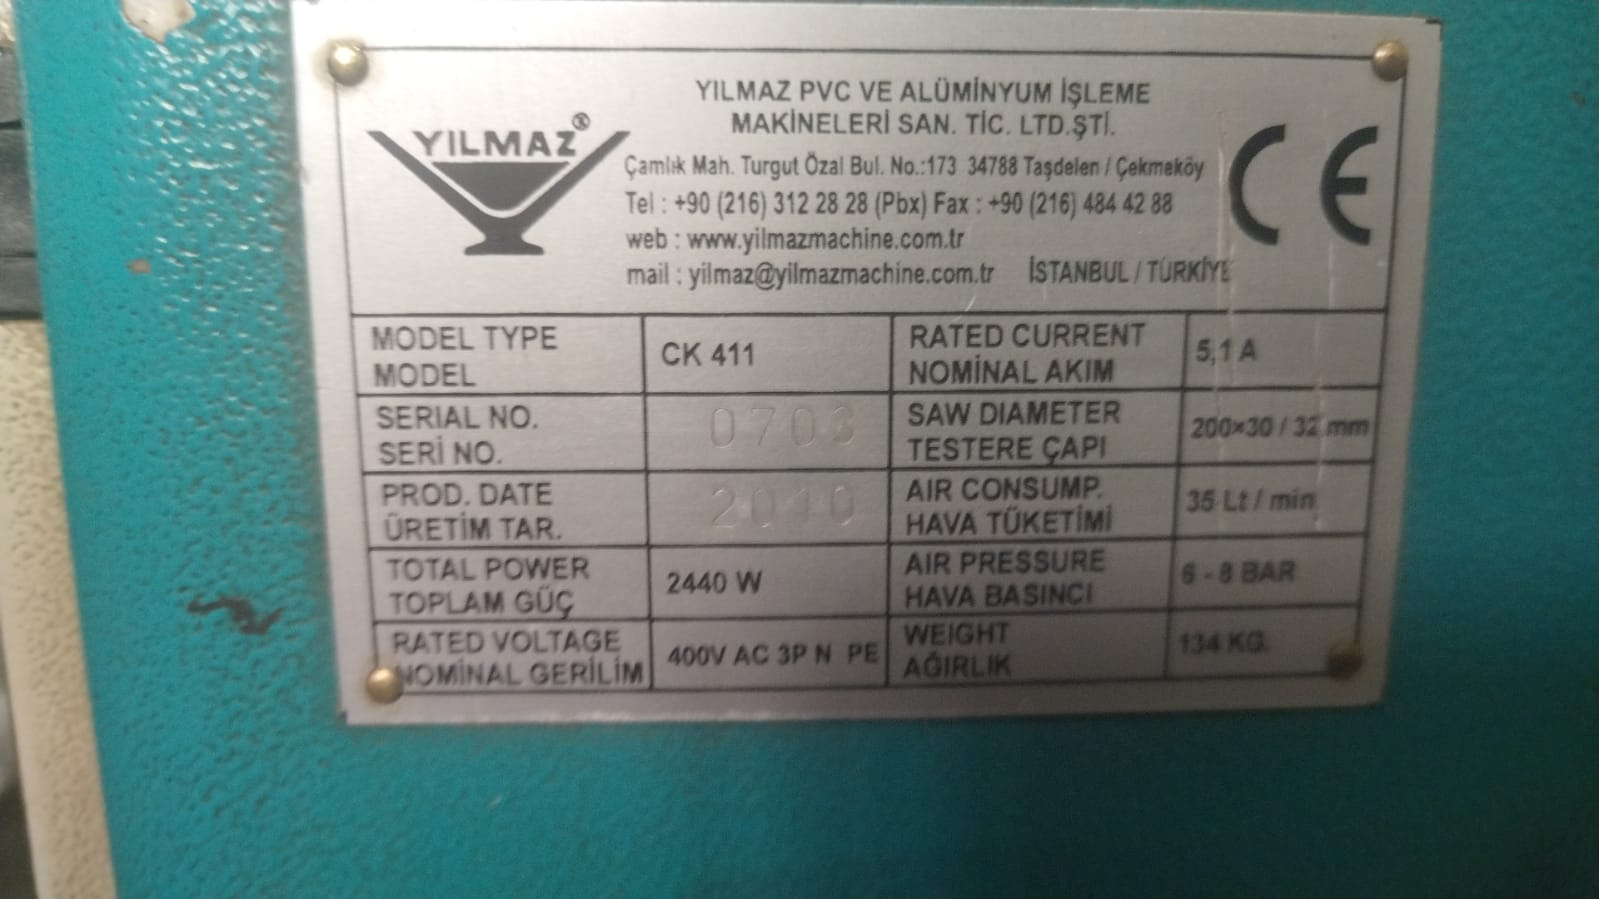 YILMAZ®
YILMAZ PVC VE ALÜMİNYUM İŞLEME
MAKİNELERİ SAN. TİC. LTD.ŞTİ.
Çamlık Mah. Turgut Özal Bul. No.:173 34788 Taşdelen / Çekmeköy
Tel : +90 (216) 312 28 28 (Pbx) Fax : +90 (216) 484 42 88
web : www.yilmazmachine.com.tr
mail : yilmaz@yilmazmachine.com.tr İSTANBUL / TÜRKİYE
CE
MODEL TYPE
MODEL
CK 411
RATED CURRENT
NOMİNAL AKIM
5,1 A
SERIAL NO.
SERİ NO.
0703
SAW DIAMETER
TESTERE ÇAPI
200×30 / 32 mm
PROD. DATE
ÜRETİM TAR.
2010
AIR CONSUMP.
HAVA TÜKETİMİ
35 Lt / min
TOTAL POWER
TOPLAM GÜÇ
2440 W
AIR PRESSURE
HAVA BASINCI
6 - 8 BAR
RATED VOLTAGE
NOMİNAL GERİLİM
400V AC 3P N PE
WEIGHT
AĞIRLIK
134 KG.